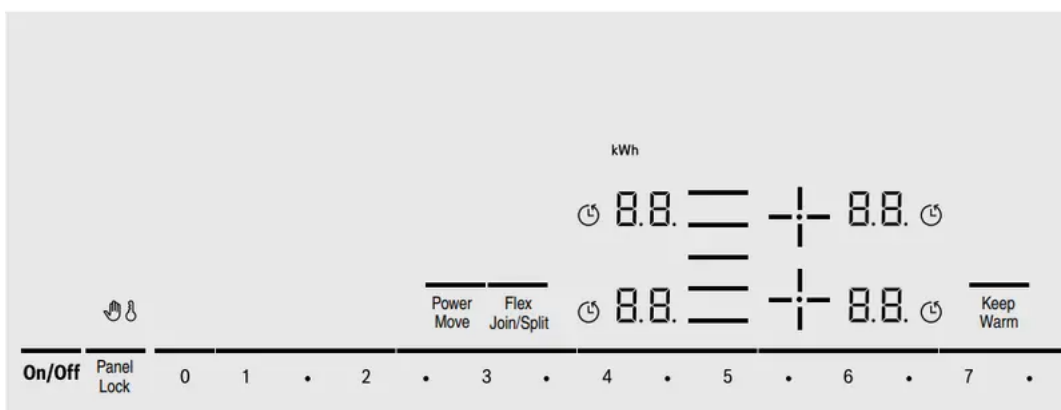 kWh
8.8. 8.8.
Power Move Flex Join/Split 8.8. 8.8. Keep Warm
On/Off Panel Lock 0 1 • 2 • 3 • 4 • 5 • 6 • 7 •